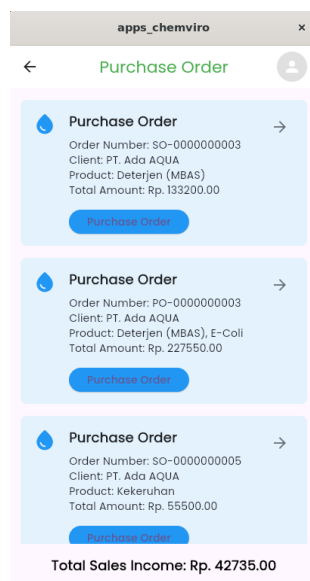 apps_chemviro
×
Purchase Order
Purchase Order
Order Number: SO-0000000003
Client: PT. Ada AQUA
Product: Deterjen (MBAS)
Total Amount: Rp. 133200.00
Purchase Order
Purchase Order
Order Number: PO-0000000003
Client: PT. Ada AQUA
Product: Deterjen (MBAS), E-Coli
Total Amount: Rp. 227550.00
Purchase Order
Purchase Order
Order Number: SO-0000000005
Client: PT. Ada AQUA
Product: Kekeruhan
Total Amount: Rp. 55500.00
Purchase Order
Total Sales Income: Rp. 42735.00